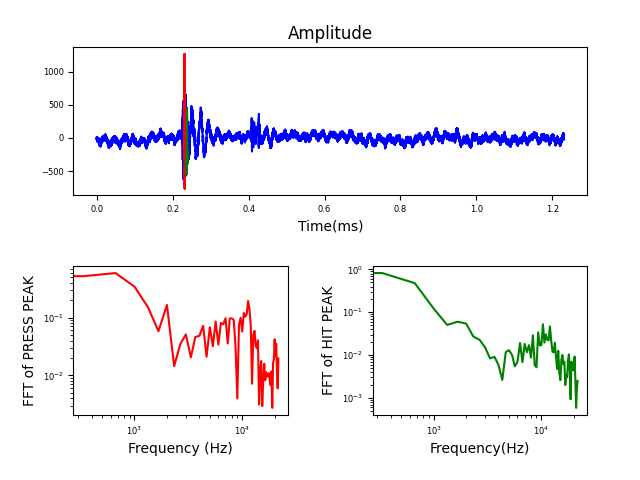 Amplitude
1000
500
0
−500
0.0 0.2 0.4 0.6 0.8 1.0 1.2
Time(ms)
FFT of PRESS PEAK
10⁻¹
10⁻²
10³ 10⁴
Frequency (Hz)
FFT of HIT PEAK
10⁰
10⁻¹
10⁻²
10⁻³
10³ 10⁴
Frequency(Hz)